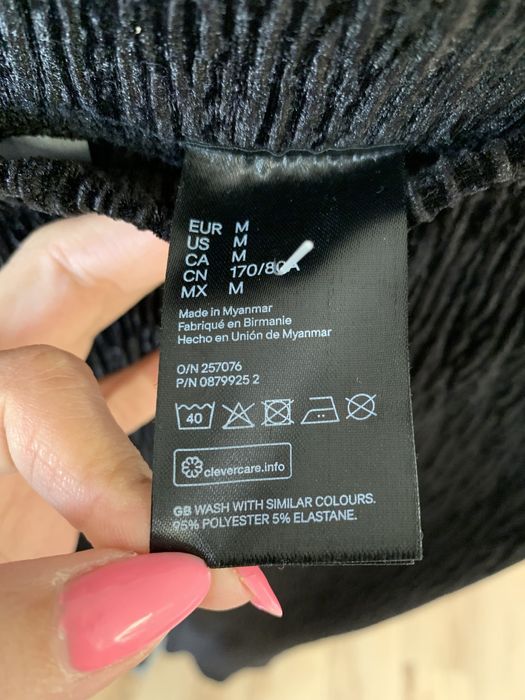 EUR M
US M
CA M
CN 170/80A
MX M
Made in Myanmar
Fabriqué en Birmanie
Hecho en Unión de Myanmar
O/N 257076
P/N 0879925 2
40
clevercare.info
GB WASH WITH SIMILAR COLOURS.
95% POLYESTER 5% ELASTANE.